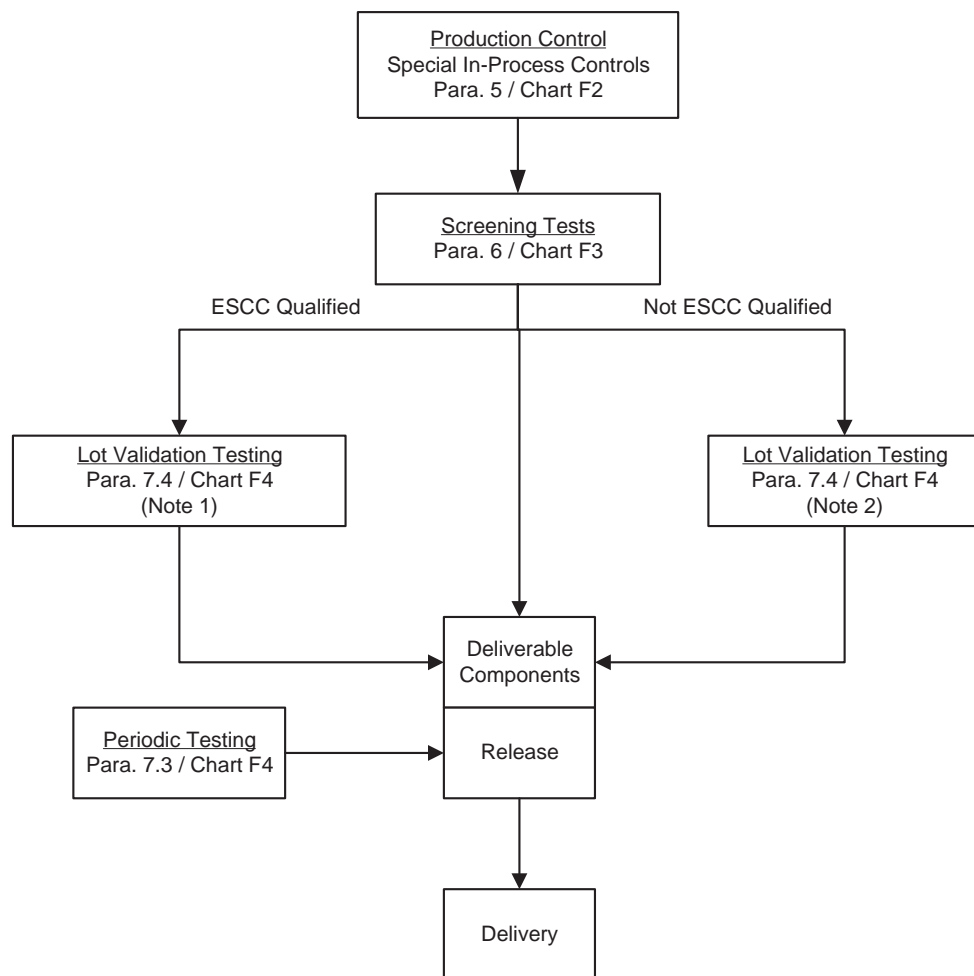 Production Control
Special In-Process Controls
Para. 5 / Chart F2
Screening Tests
Para. 6 / Chart F3
ESCC Qualified
Not ESCC Qualified
Lot Validation Testing
Para. 7.4 / Chart F4
(Note 1)
Lot Validation Testing
Para. 7.4 / Chart F4
(Note 2)
Deliverable
Components
Periodic Testing
Para. 7.3 / Chart F4
Release
Delivery